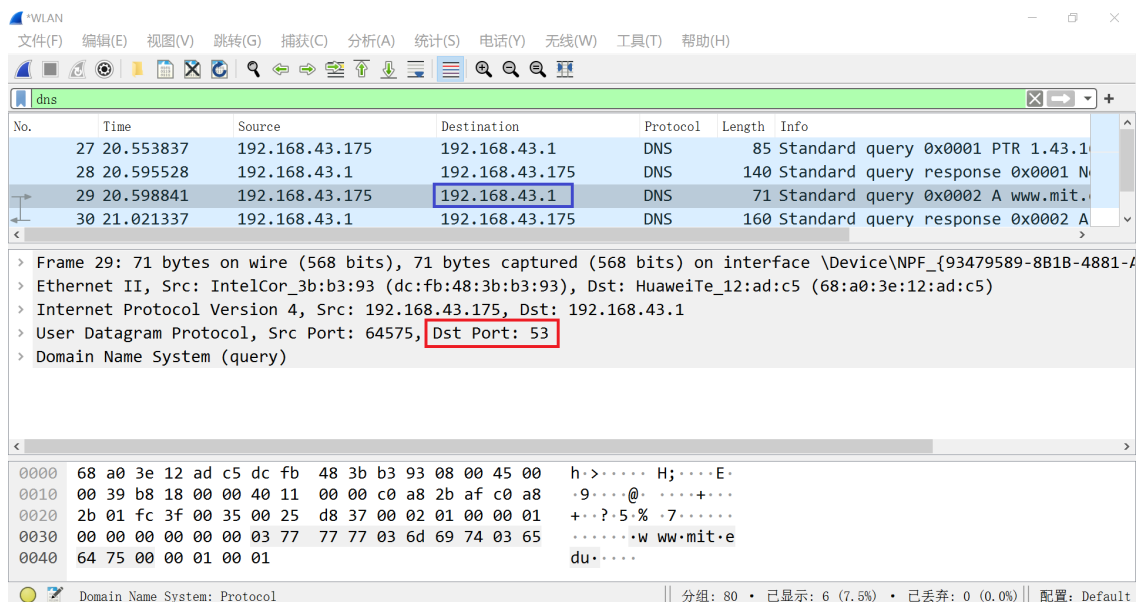 *WLAN
文件(F) 编辑(E) 视图(V) 跳转(G) 捕获(C) 分析(A) 统计(S) 电话(Y) 无线(W) 工具(T) 帮助(H)
dns
No. Time Source Destination Protocol Length Info
27 20.553837 192.168.43.175 192.168.43.1 DNS 85 Standard query 0x0001 PTR 1.43.1
28 20.595528 192.168.43.1 192.168.43.175 DNS 140 Standard query response 0x0001 N
29 20.598841 192.168.43.175 192.168.43.1 DNS 71 Standard query 0x0002 A www.mit.
30 21.021337 192.168.43.1 192.168.43.175 DNS 160 Standard query response 0x0002 A
Frame 29: 71 bytes on wire (568 bits), 71 bytes captured (568 bits) on interface \Device\NPF_{93479589-8B1B-4881-A
Ethernet II, Src: IntelCor_3b:b3:93 (dc:fb:48:3b:b3:93), Dst: HuaweiTe_12:ad:c5 (68:a0:3e:12:ad:c5)
Internet Protocol Version 4, Src: 192.168.43.175, Dst: 192.168.43.1
User Datagram Protocol, Src Port: 64575, Dst Port: 53
Domain Name System (query)
0000 68 a0 3e 12 ad c5 dc fb 48 3b b3 93 08 00 45 00 h·>····· H;····E·
0010 00 39 b8 18 00 00 40 11 00 00 c0 a8 2b af c0 a8 ·9····@· ····+···
0020 2b 01 fc 3f 00 35 00 25 d8 37 00 02 01 00 00 01 +··?·5·% ·7······
0030 00 00 00 00 00 00 03 77 77 77 03 6d 69 74 03 65 ·······w ww·mit·e
0040 64 75 00 00 01 00 01 du·····
Domain Name System: Protocol 分组: 80 · 已显示: 6 (7.5%) · 已丢弃: 0 (0.0%) 配置: Default